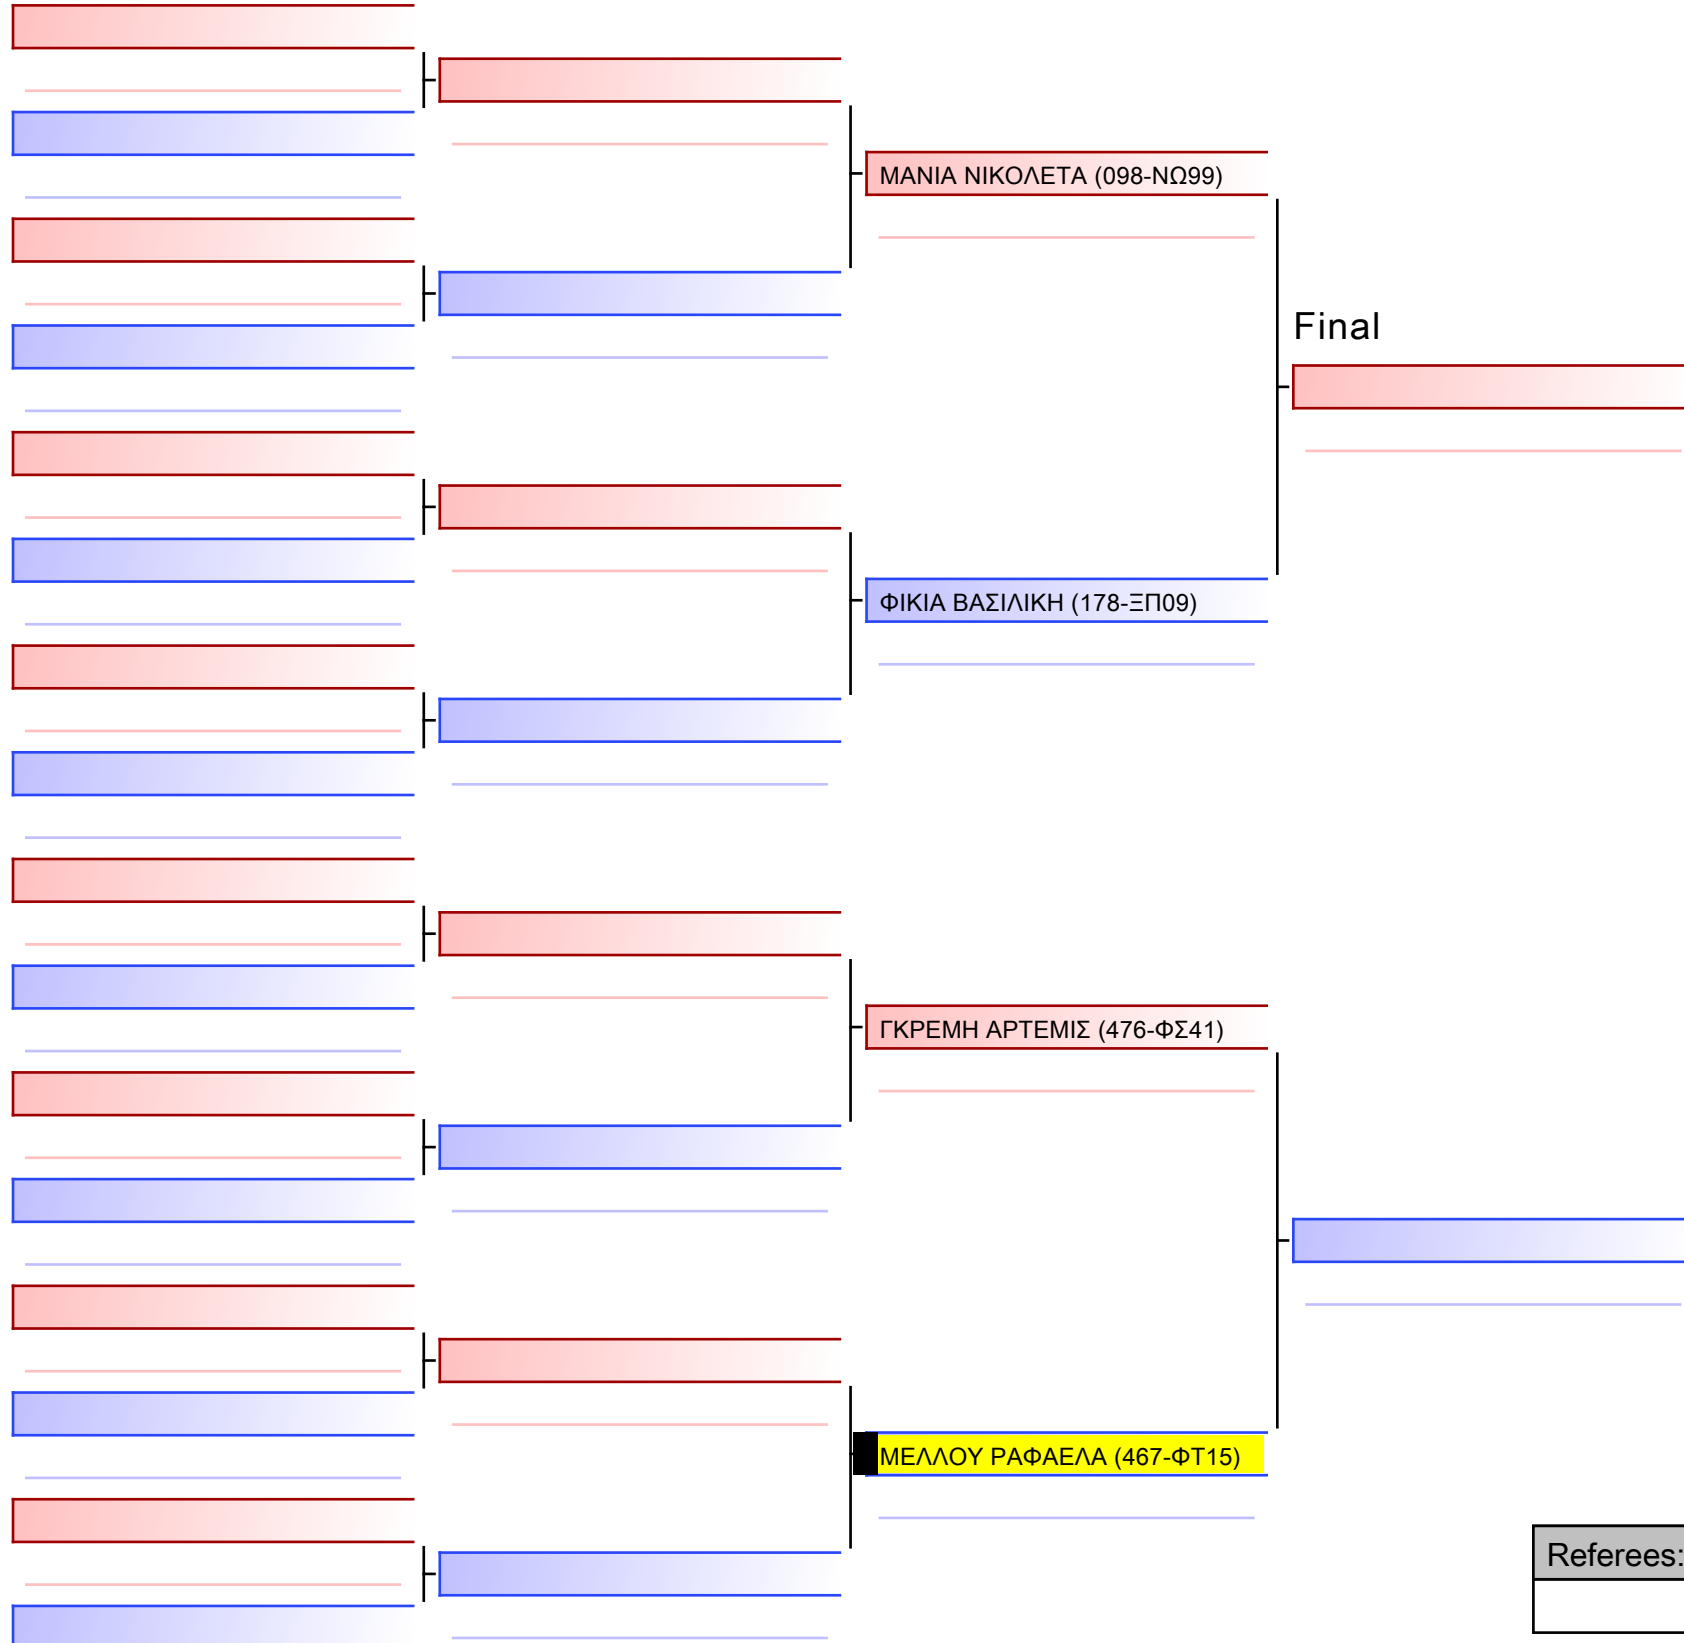 ΜΑΝΙΑ ΝΙΚΟΛΕΤΑ (098-ΝΩ99)
Final
ΦΙΚΙΑ ΒΑΣΙΛΙΚΗ (178-ΞΠ09)
ΓΚΡΕΜΗ ΑΡΤΕΜΙΣ (476-ΦΣ41)
ΜΕΛΛΟΥ ΡΑΦΑΕΛΑ (467-ΦΤ15)
Referees: